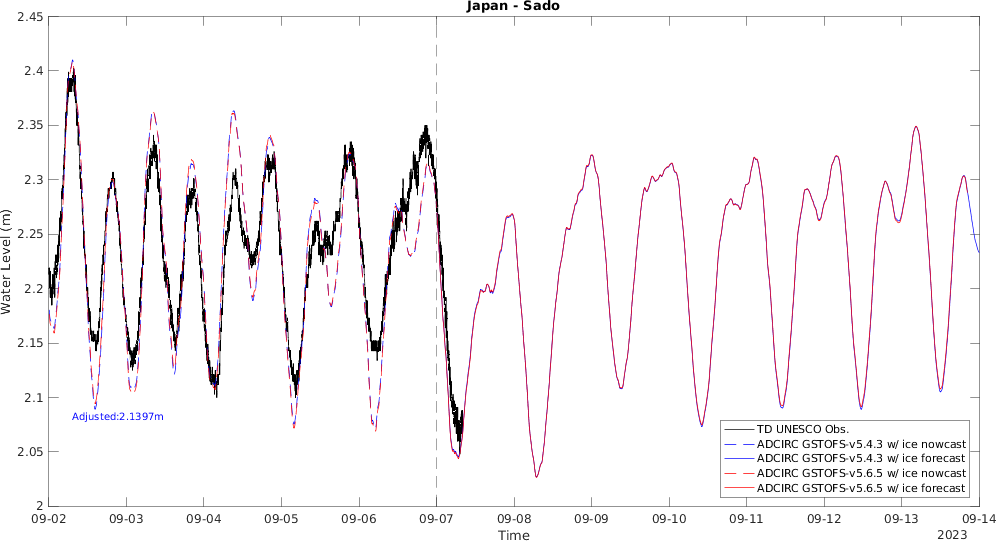 Japan - Sado
2.45
2.4
2.35
2.3
2.25
2.2
2.15
2.1
2.05
2
Water Level (m)
Adjusted:2.1397m
TD UNESCO Obs.
ADCIRC GSTOFS-v5.4.3 w/ ice nowcast
ADCIRC GSTOFS-v5.4.3 w/ ice forecast
ADCIRC GSTOFS-v5.6.5 w/ ice nowcast
ADCIRC GSTOFS-v5.6.5 w/ ice forecast
09-02 09-03 09-04 09-05 09-06 09-07 09-08 09-09 09-10 09-11 09-12 09-13 09-14
Time
2023